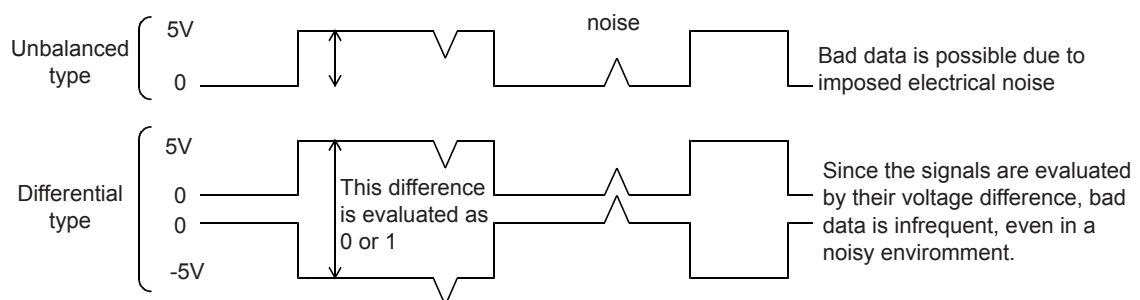 Unbalanced
type
5V
0
noise
Bad data is possible due to
imposed electrical noise
Differential
type
5V
0
0
-5V
This difference
is evaluated as
0 or 1
Since the signals are evaluated
by their voltage difference, bad
data is infrequent, even in a
noisy enviromment.